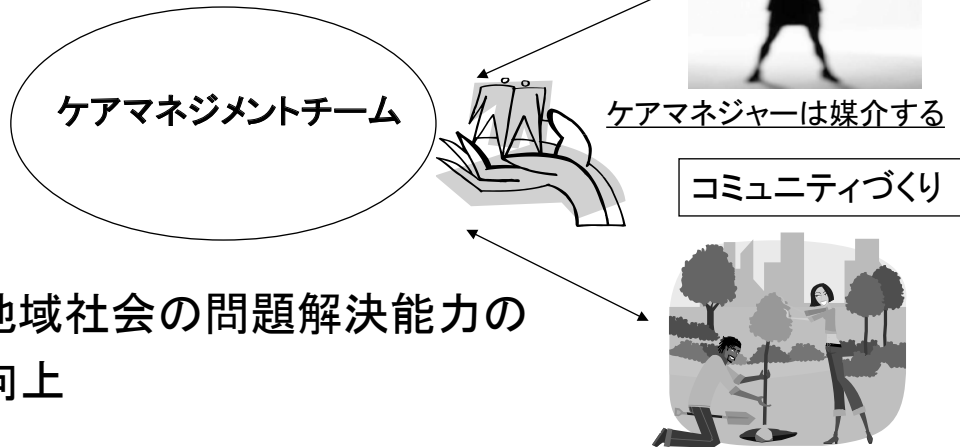 ケアマネジメントチーム
ケアマネジャーは媒介する
コミュニティづくり
地域社会の問題解決能力の
向上